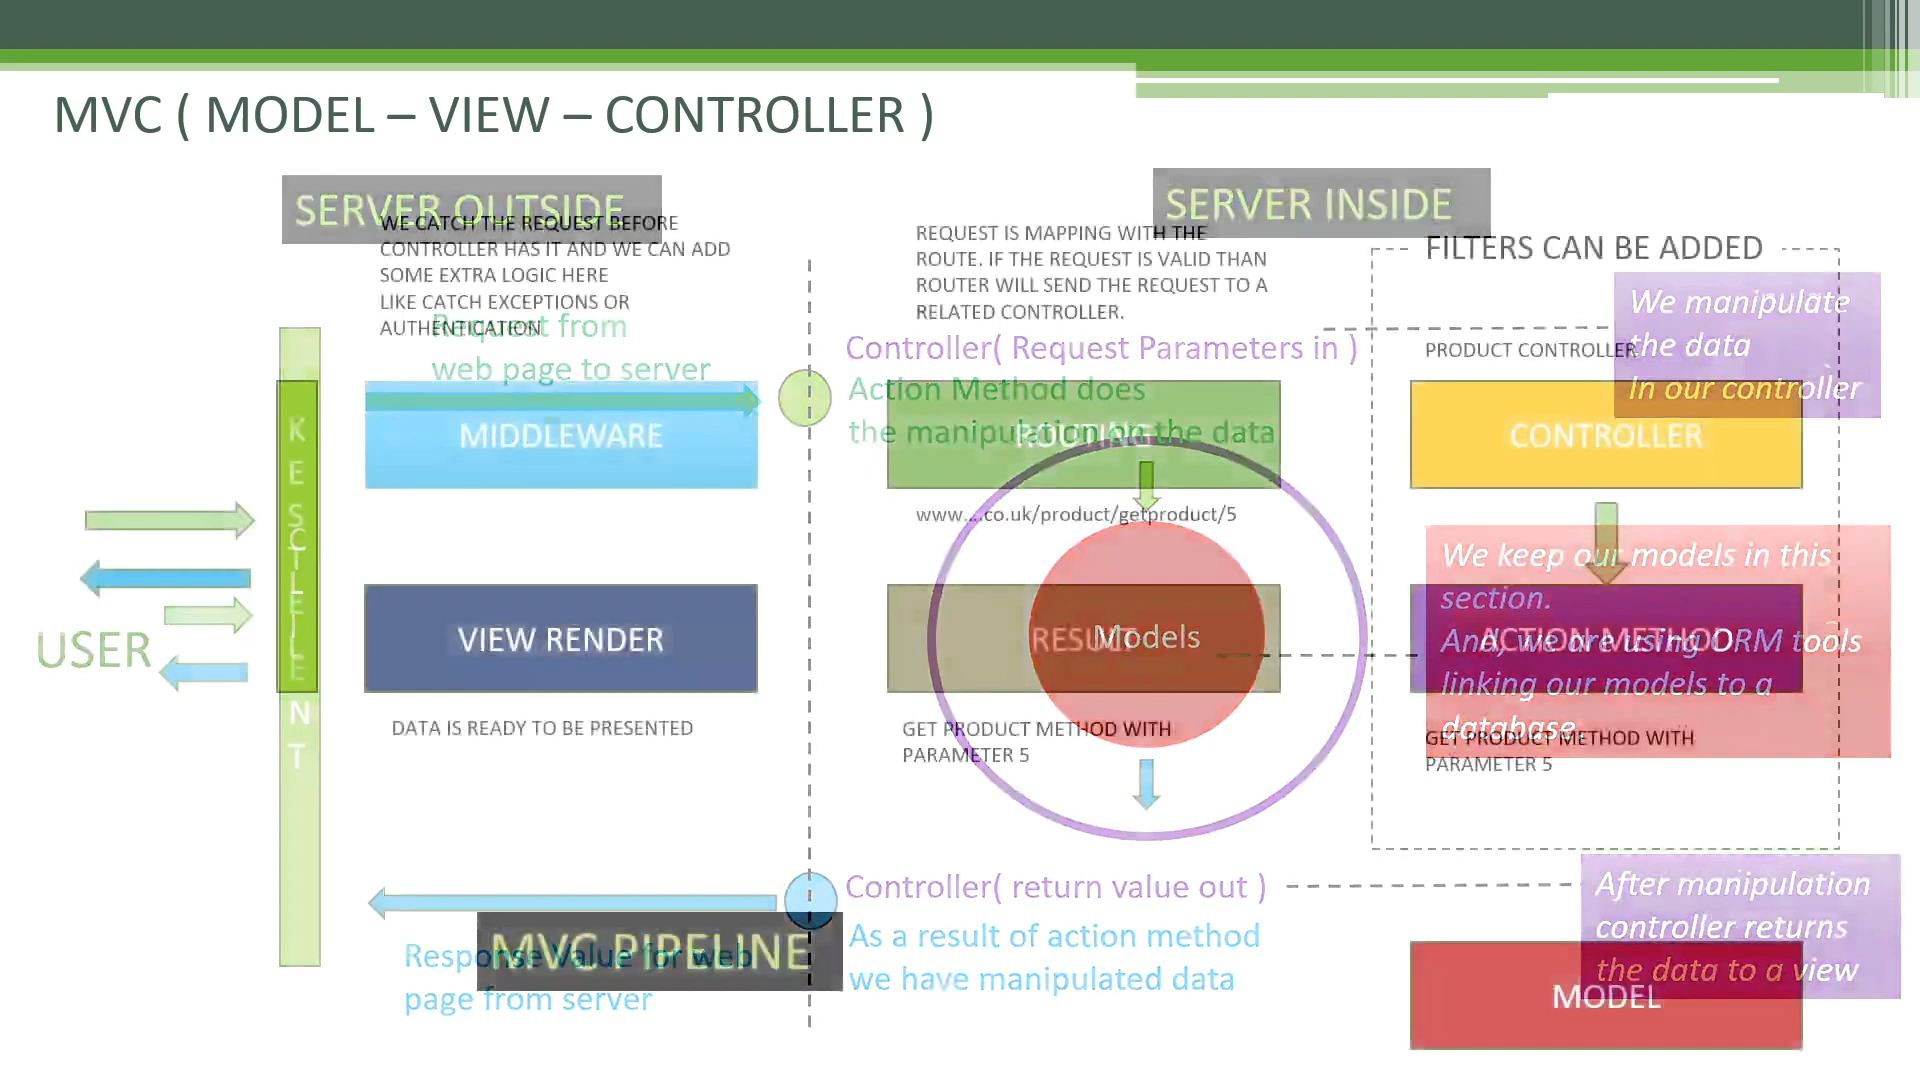 MVC ( MODEL – VIEW – CONTROLLER )
SERVER OUTSIDE
SERVER INSIDE
WE CATCH THE REQUEST BEFORE
CONTROLLER HAS IT AND WE CAN ADD
SOME EXTRA LOGIC HERE
LIKE CATCH EXCEPTIONS OR
AUTHENTICATION
Request from
web page to server
REQUEST IS MAPPING WITH THE
ROUTE. IF THE REQUEST IS VALID THAN
ROUTER WILL SEND THE REQUEST TO A
RELATED CONTROLLER.
FILTERS CAN BE ADDED
We manipulate
the data
In our controller
Controller( Request Parameters in )
Action Method does
the manipulation on the data
PRODUCT CONTROLLER
MIDDLEWARE
ROUTING
CONTROLLER
www....co.uk/product/getproduct/5
KESTREL
CLIENT
USER
VIEW RENDER
RESULT
Models
ACTION METHOD
We keep our models in this
section.
And, we are using ORM tools
linking our models to a
database.
DATA IS READY TO BE PRESENTED
GET PRODUCT METHOD WITH
PARAMETER 5
GET PRODUCT METHOD WITH
PARAMETER 5
Controller( return value out )
As a result of action method
we have manipulated data
After manipulation
controller returns
the data to a view
MVC PIPELINE
Response Value for web
page from server
MODEL